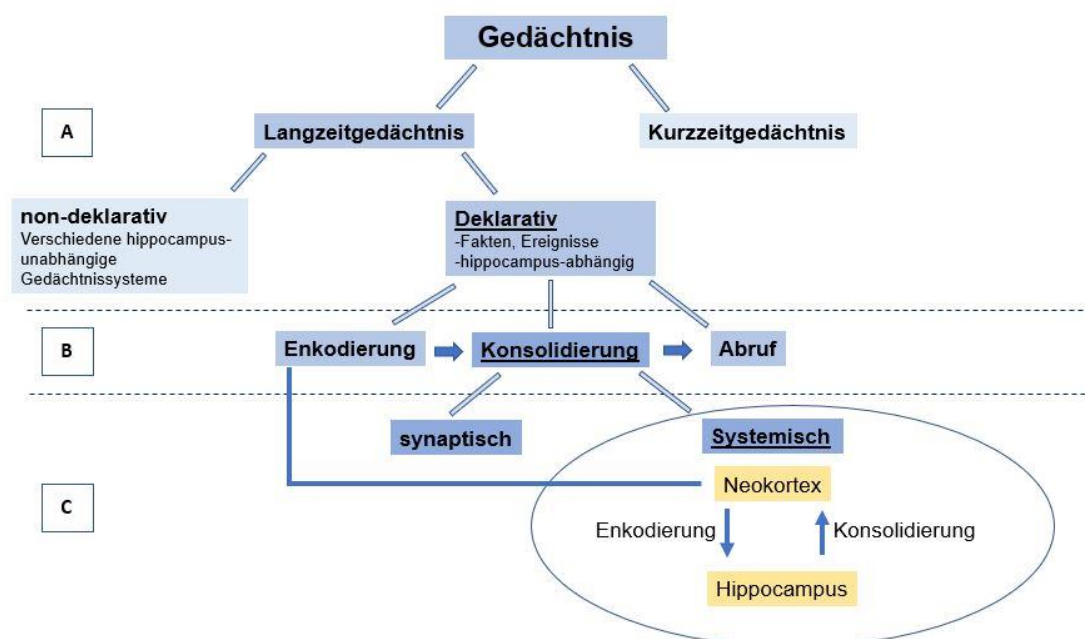 Gedächtnis
A
Langzeitgedächtnis
Kurzzeitgedächtnis
non-deklarativ
Verschiedene hippocampus-
unabhängige
Gedächtnissysteme
Deklarativ
-Fakten, Ereignisse
-hippocampus-abhängig
B
Enkodierung
Konsolidierung
Abruf
synaptisch
Systemisch
C
Neokortex
Enkodierung
Konsolidierung
Hippocampus